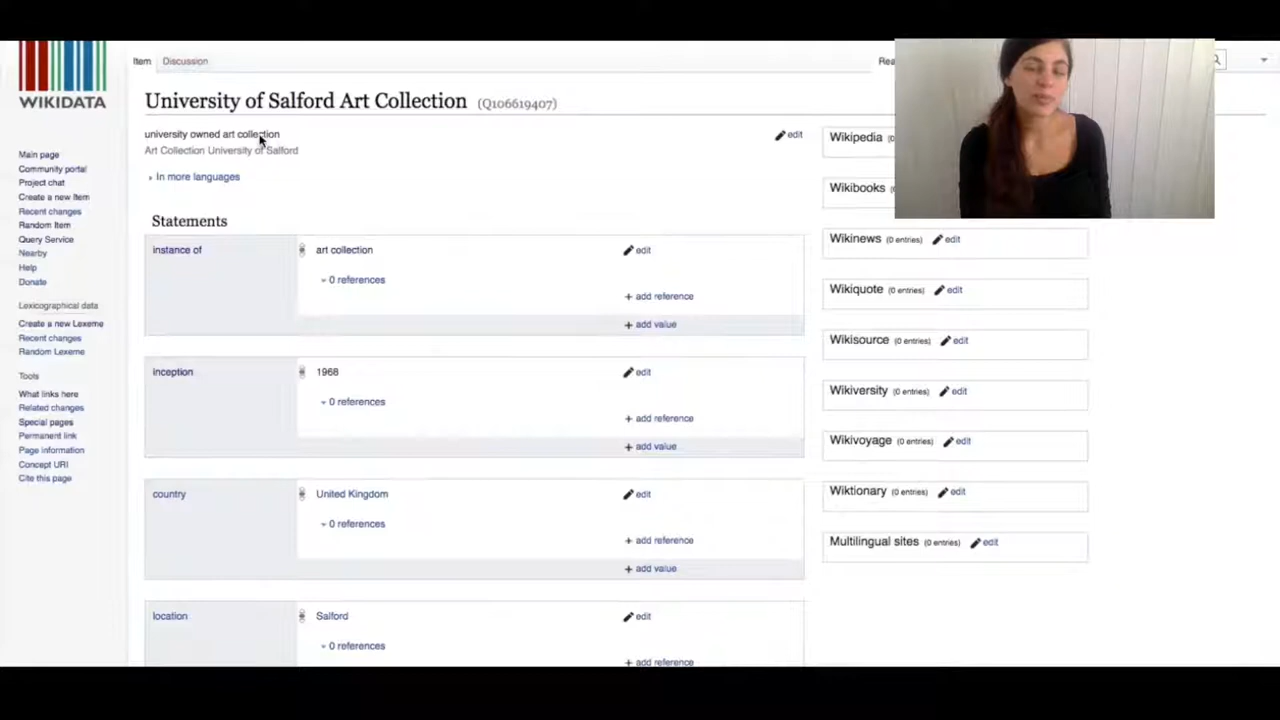 WIKIDATA
Main page
Community portal
Project chat
Create a new Item
Recent changes
Random Item
Query Service
Nearby
Help
Donate
Lexicographical data
Create a new Lexeme
Recent changes
Random Lexeme
Tools
What links here
Related changes
Special pages
Permanent link
Page information
Concept URI
Cite this page
Item Discussion
Rea
University of Salford Art Collection (Q106619407)
university owned art collection
edit
Art Collection University of Salford
In more languages
Statements
instance of
art collection
edit
0 references
+ add reference
+ add value
inception
1968
edit
0 references
+ add reference
+ add value
country
United Kingdom
edit
0 references
+ add reference
+ add value
location
Salford
edit
0 references
+ add reference
Wikipedia (0
Wikibooks
Wikinews (0 entries) edit
Wikiquote (0 entries) edit
Wikisource (0 entries) edit
Wikiversity (0 entries) edit
Wikivoyage (0 entries) edit
Wiktionary (0 entries) edit
Multilingual sites (0 entries) edit